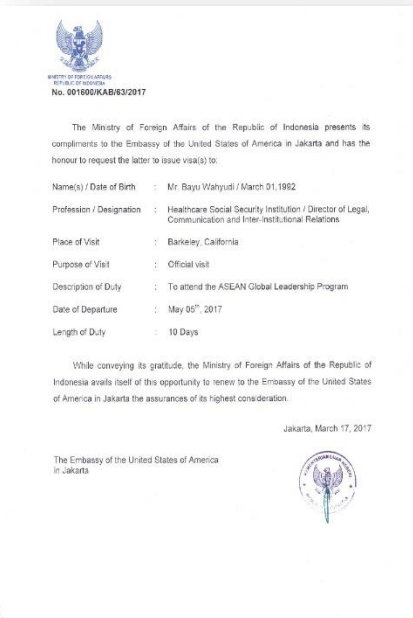 MINISTRY OF FOREIGN AFFAIRS
REPUBLIC OF INDONESIA
No. 001600/KAB/63/2017
The Ministry of Foreign Affairs of the Republic of Indonesia presents its
compliments to the Embassy of the United States of America in Jakarta and has the
honour to request the latter to issue visa(s) to:
Name(s) / Date of Birth : Mr. Bayu Wahyudi / March 01,1992
Profession / Designation : Healthcare Social Security Institution / Director of Legal,
Communication and Inter-Institutional Relations
Place of Visit : Barkeley, California
Purpose of Visit : Official visit
Description of Duty : To attend the ASEAN Global Leadership Program
Date of Departure : May 05th, 2017
Length of Duty : 10 Days
While conveying its gratitude, the Ministry of Foreign Affairs of the Republic of
Indonesia avails itself of this opportunity to renew to the Embassy of the United States
of America in Jakarta the assurances of its highest consideration.
Jakarta, March 17, 2017
The Embassy of the United States of America
in Jakarta